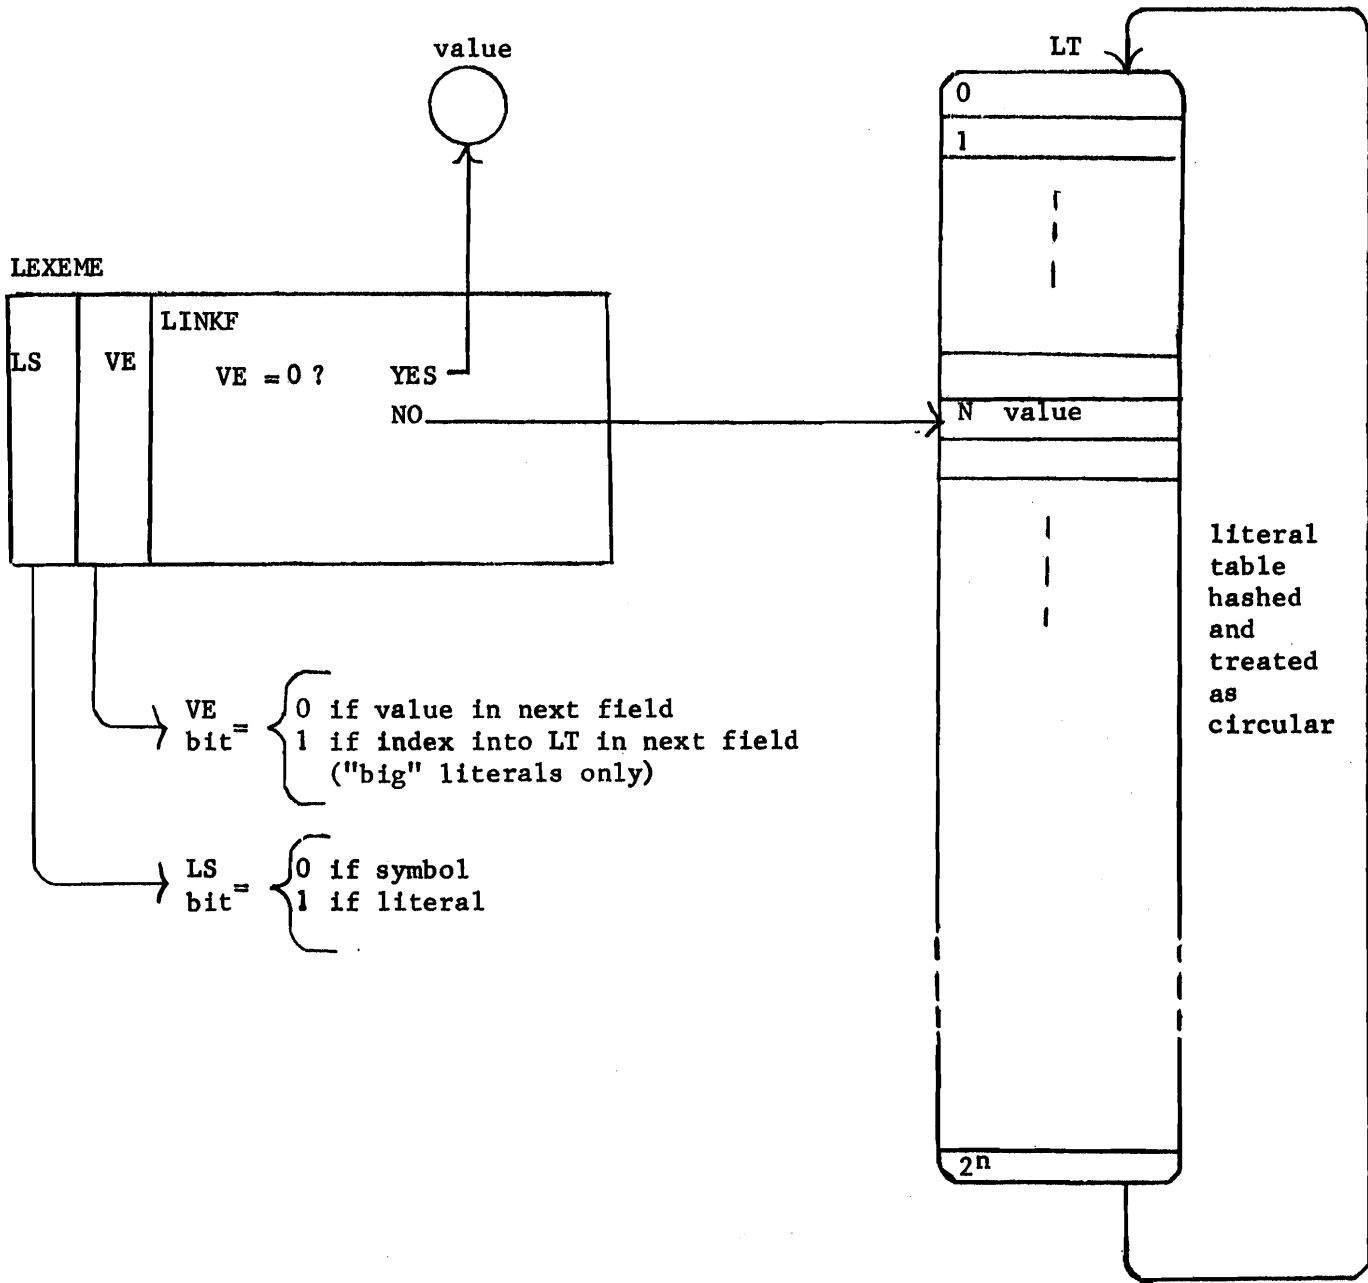 value
LT
0
1
LEXEME
LINKF
LS
VE
VE = 0 ?
YES
NO
N value
literal
table
hashed
and
treated
as
circular
VE
bit =
0 if value in next field
1 if index into LT in next field
("big" literals only)
LS
bit =
0 if symbol
1 if literal
2n